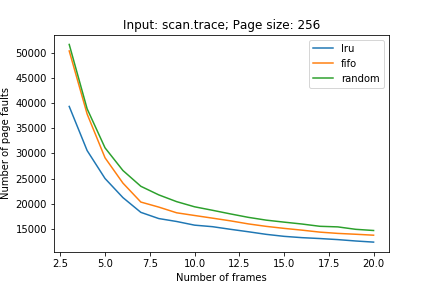 Input: scan.trace; Page size: 256
lru
fifo
random
Number of page faults
50000
45000
40000
35000
30000
25000
20000
15000
2.5 5.0 7.5 10.0 12.5 15.0 17.5 20.0
Number of frames